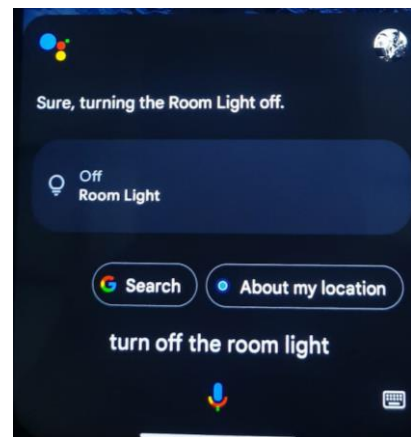 Sure, turning the Room Light off.
Off
Room Light
G Search
About my location
turn off the room light